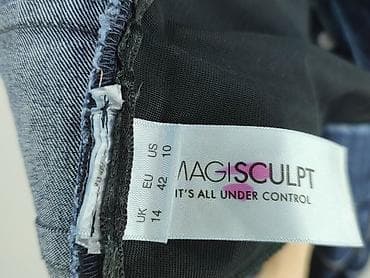 MAGISCULPT
IT'S ALL UNDER CONTROL
US 10
EU 42
UK 14